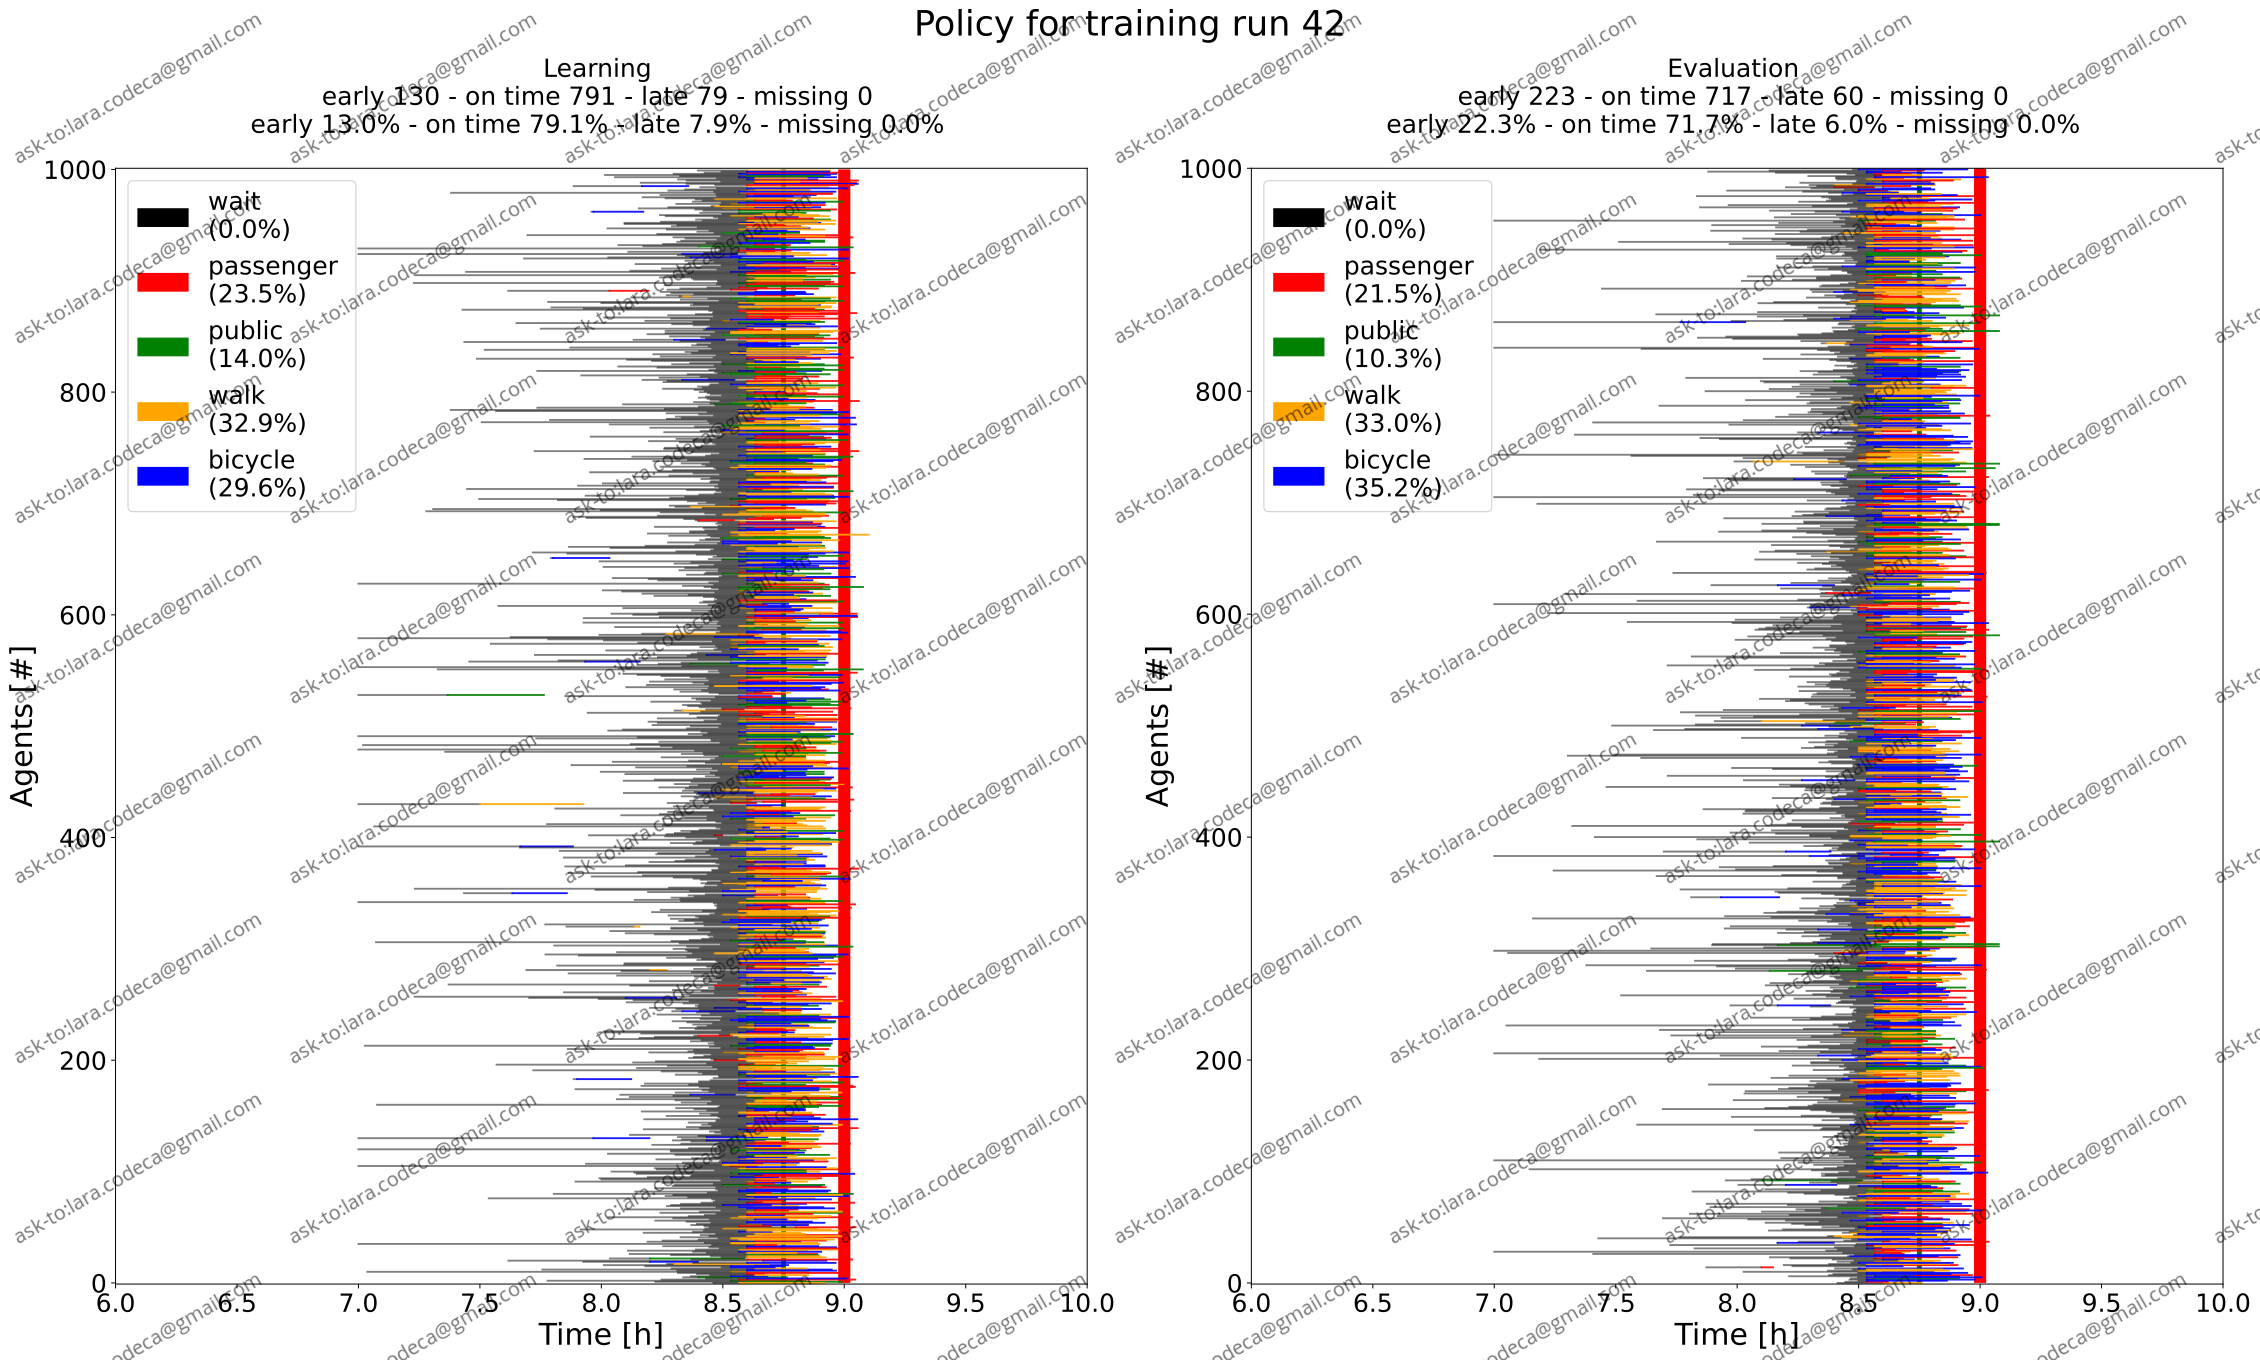 Policy for training run 42
Learning
early 130 - on time 791 - late 79 - missing 0
early 13.0% - on time 79.1% - late 7.9% - missing 0.0%
1000
800
600
400
200
0
Agents [#]
wait
(0.0%)
passenger
(23.5%)
public
(14.0%)
walk
(32.9%)
bicycle
(29.6%)
6.0 6.5 7.0 7.5 8.0 8.5 9.0 9.5 10.0
Time [h]
Evaluation
early 223 - on time 717 - late 60 - missing 0
early 22.3% - on time 71.7% - late 6.0% - missing 0.0%
1000
800
600
400
200
0
Agents [#]
wait
(0.0%)
passenger
(21.5%)
public
(10.3%)
walk
(33.0%)
bicycle
(35.2%)
6.0 6.5 7.0 7.5 8.0 8.5 9.0 9.5 10.0
Time [h]
ask-to:lara.codeca@gmail.com